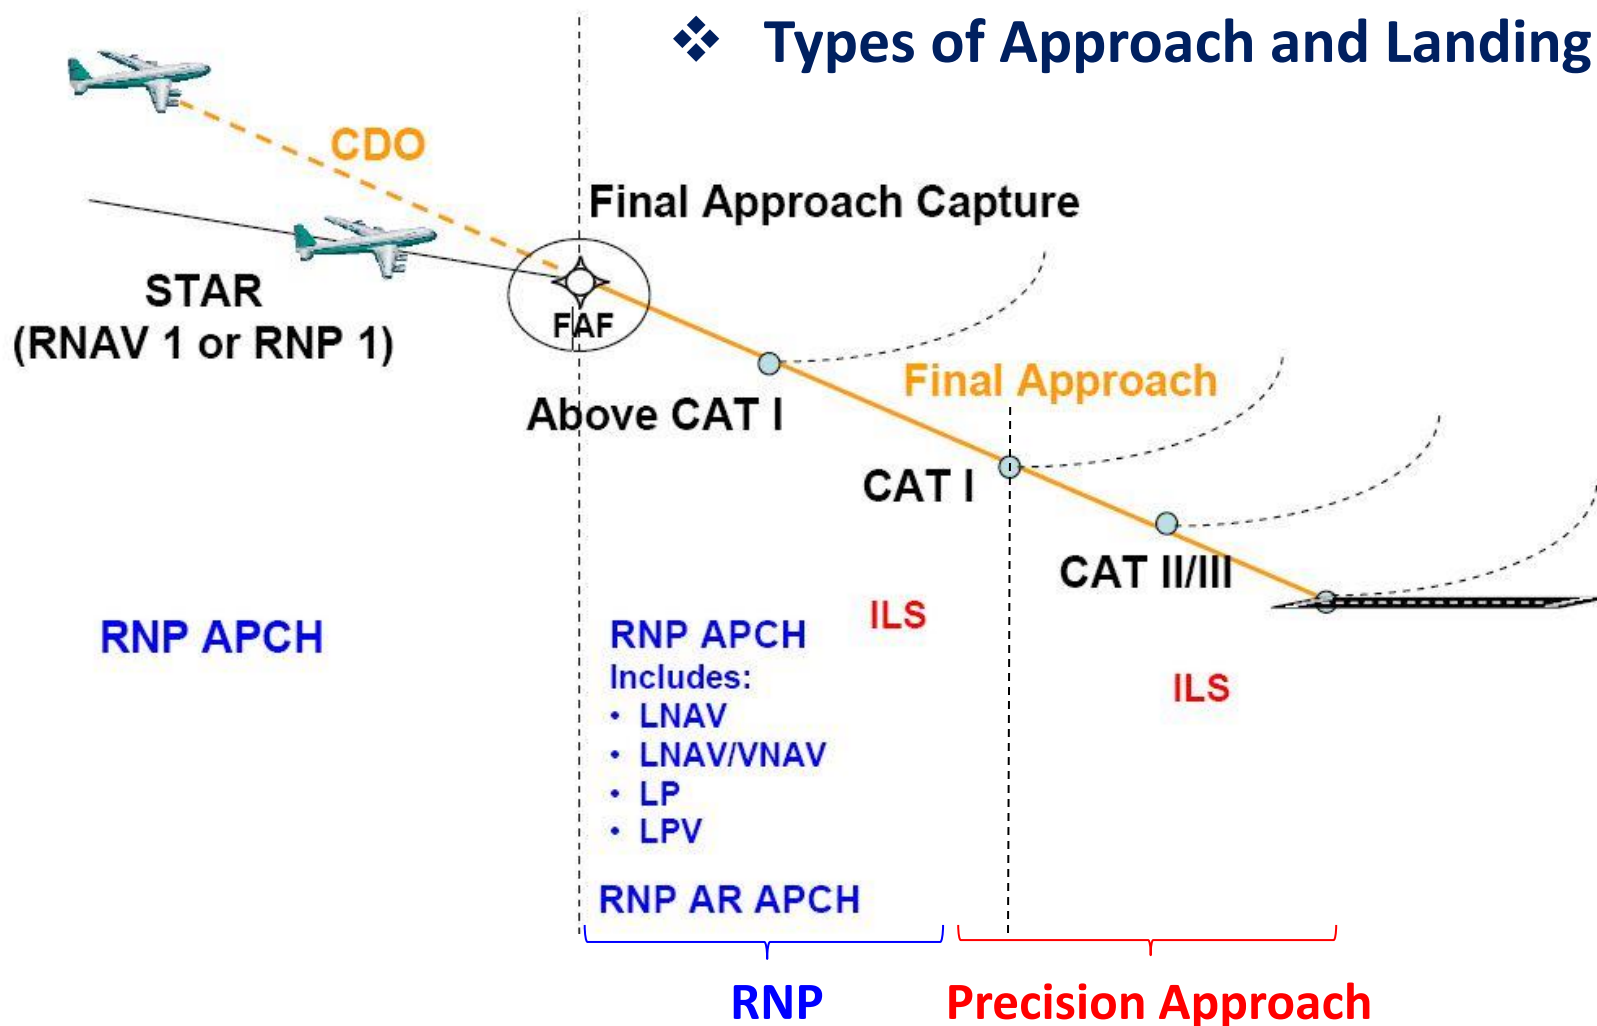 ❖ Types of Approach and Landing
CDO
Final Approach Capture
STAR
(RNAV 1 or RNP 1)
FAF
Above CAT I
Final Approach
CAT I
CAT II/III
RNP APCH
ILS
RNP APCH
Includes:
• LNAV
• LNAV/VNAV
• LP
• LPV
RNP AR APCH
ILS
RNP
Precision Approach